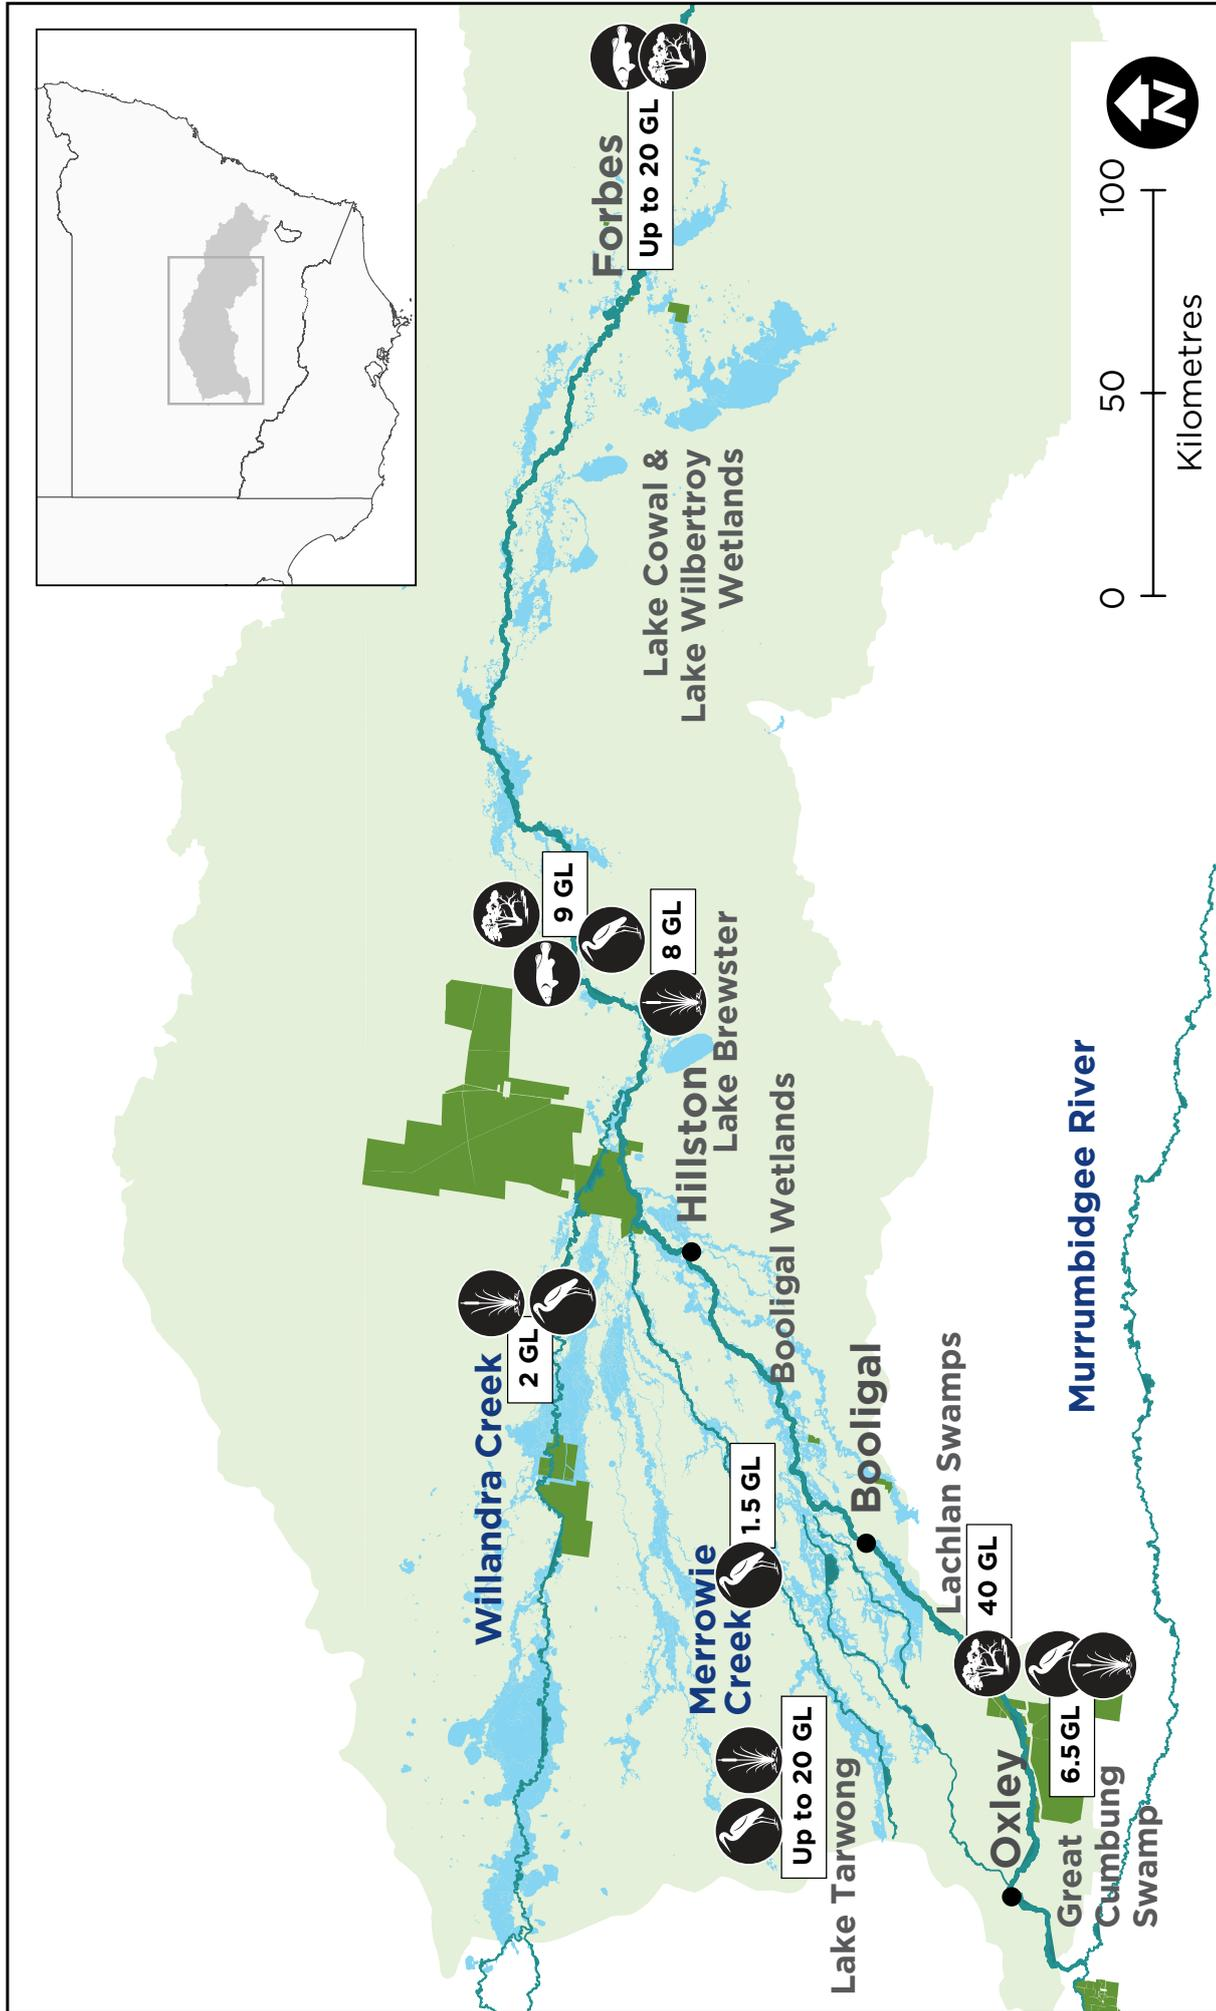 Forbes
Up to 20 GL
Lake Cowal &
Lake Wilbertroy
Wetlands
9 GL
8 GL
Lake Brewster
Hillston
Booligal Wetlands
Willandra Creek
2 GL
Merrowie
Creek
1.5 GL
Booligal
Lachlan Swamps
40 GL
Up to 20 GL
Lake Tarwong
Oxley
6.5 GL
Great
Cumbung
Swamp
Murrumbidgee River
0
50
100
Kilometres
N